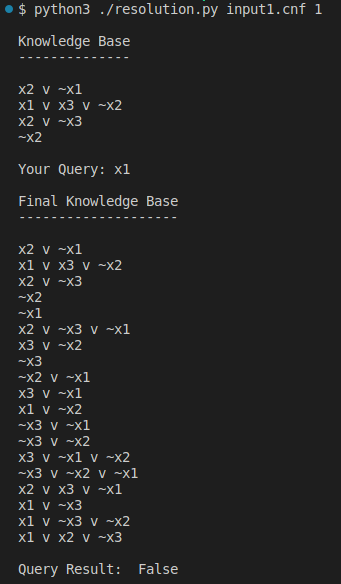 $ python3 ./resolution.py input1.cnf 1
Knowledge Base
--------------
x2 v ~x1
x1 v x3 v ~x2
x2 v ~x3
~x2
Your Query: x1
Final Knowledge Base
--------------------
x2 v ~x1
x1 v x3 v ~x2
x2 v ~x3
~x2
~x1
x2 v ~x3 v ~x1
x3 v ~x2
~x3
~x2 v ~x1
x3 v ~x1
x1 v ~x2
~x3 v ~x1
~x3 v ~x2
x3 v ~x1 v ~x2
~x3 v ~x2 v ~x1
x2 v x3 v ~x1
x1 v ~x3
x1 v ~x3 v ~x2
x1 v x2 v ~x3
Query Result:  False